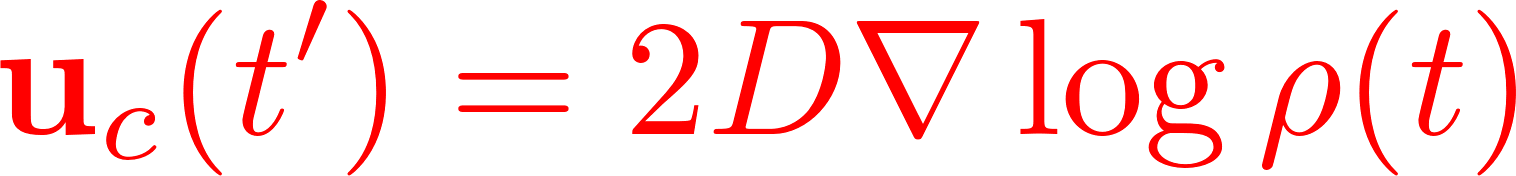 𝐮_c(t′) = 2D∇ log ρ(t)